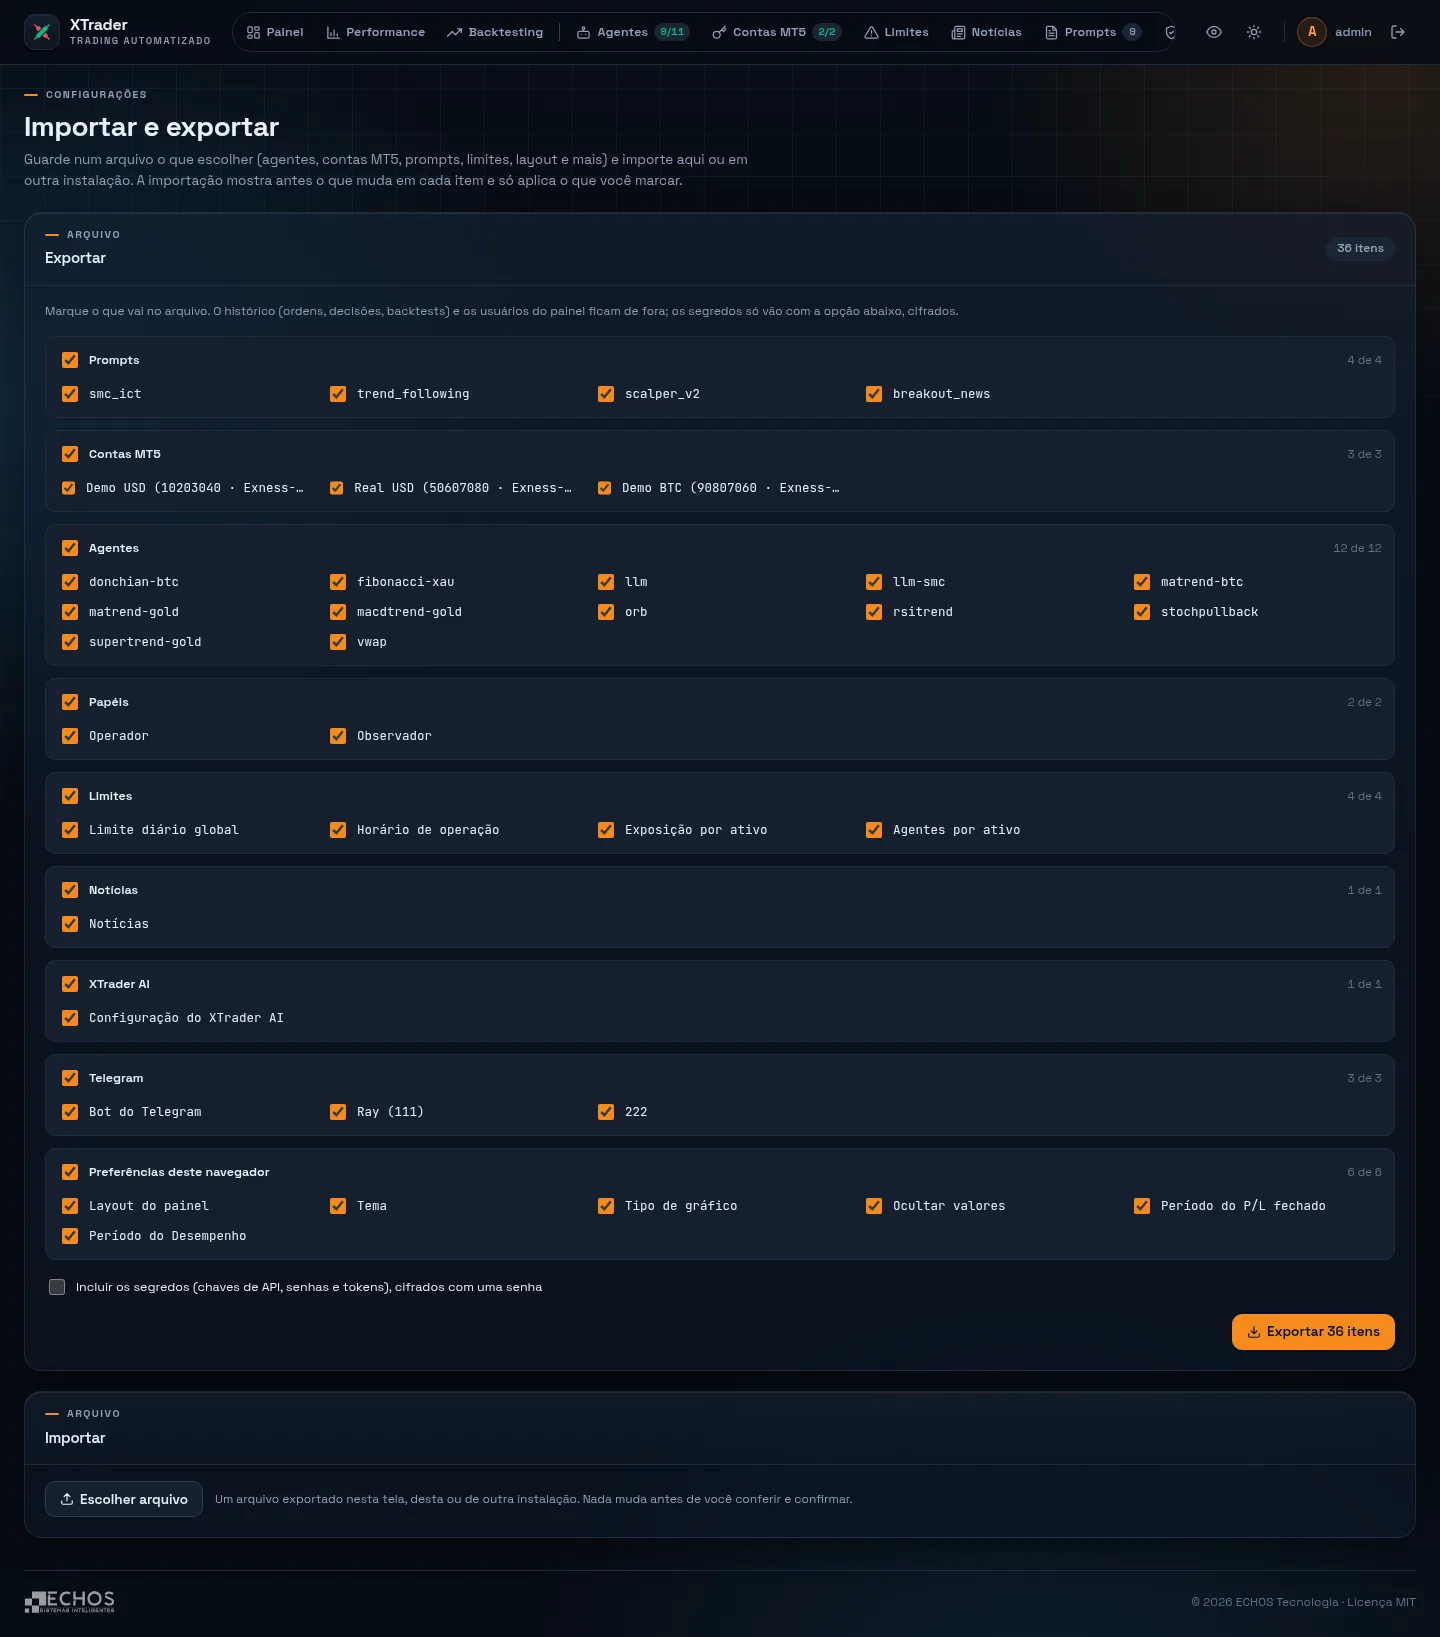 XTrader
TRADING AUTOMATIZADO
Painel
Performance
Backtesting
Agentes 9/11
Contas MT5 2/2
Limites
Notícias
Prompts 9
A admin
CONFIGURAÇÕES
Importar e exportar
Guarde num arquivo o que escolher (agentes, contas MT5, prompts, limites, layout e mais) e importe aqui ou em
outra instalação. A importação mostra antes o que muda em cada item e só aplica o que você marcar.
ARQUIVO
Exportar
36 itens
Marque o que vai no arquivo. O histórico (ordens, decisões, backtests) e os usuários do painel ficam de fora; os segredos só vão com a opção abaixo, cifrados.
Prompts 4 de 4
smc_ict trend_following scalper_v2 breakout_news
Contas MT5 3 de 3
Demo USD (10203040 · Exness-… Real USD (50607080 · Exness-… Demo BTC (90807060 · Exness-…
Agentes 12 de 12
donchian-btc fibonacci-xau llm llm-smc matrend-btc
matrend-gold macdtrend-gold orb rsitrend stochpullback
supertrend-gold vwap
Papéis 2 de 2
Operador Observador
Limites 4 de 4
Limite diário global Horário de operação Exposição por ativo Agentes por ativo
Notícias 1 de 1
Notícias
XTrader AI 1 de 1
Configuração do XTrader AI
Telegram 3 de 3
Bot do Telegram Ray (111) 222
Preferências deste navegador 6 de 6
Layout do painel Tema Tipo de gráfico Ocultar valores Período do P/L fechado
Período do Desempenho
Incluir os segredos (chaves de API, senhas e tokens), cifrados com uma senha
Exportar 36 itens
ARQUIVO
Importar
Escolher arquivo Um arquivo exportado nesta tela, desta ou de outra instalação. Nada muda antes de você conferir e confirmar.
ECHOS
SISTEMAS INTELIGENTES
© 2026 ECHOS Tecnologia · Licença MIT